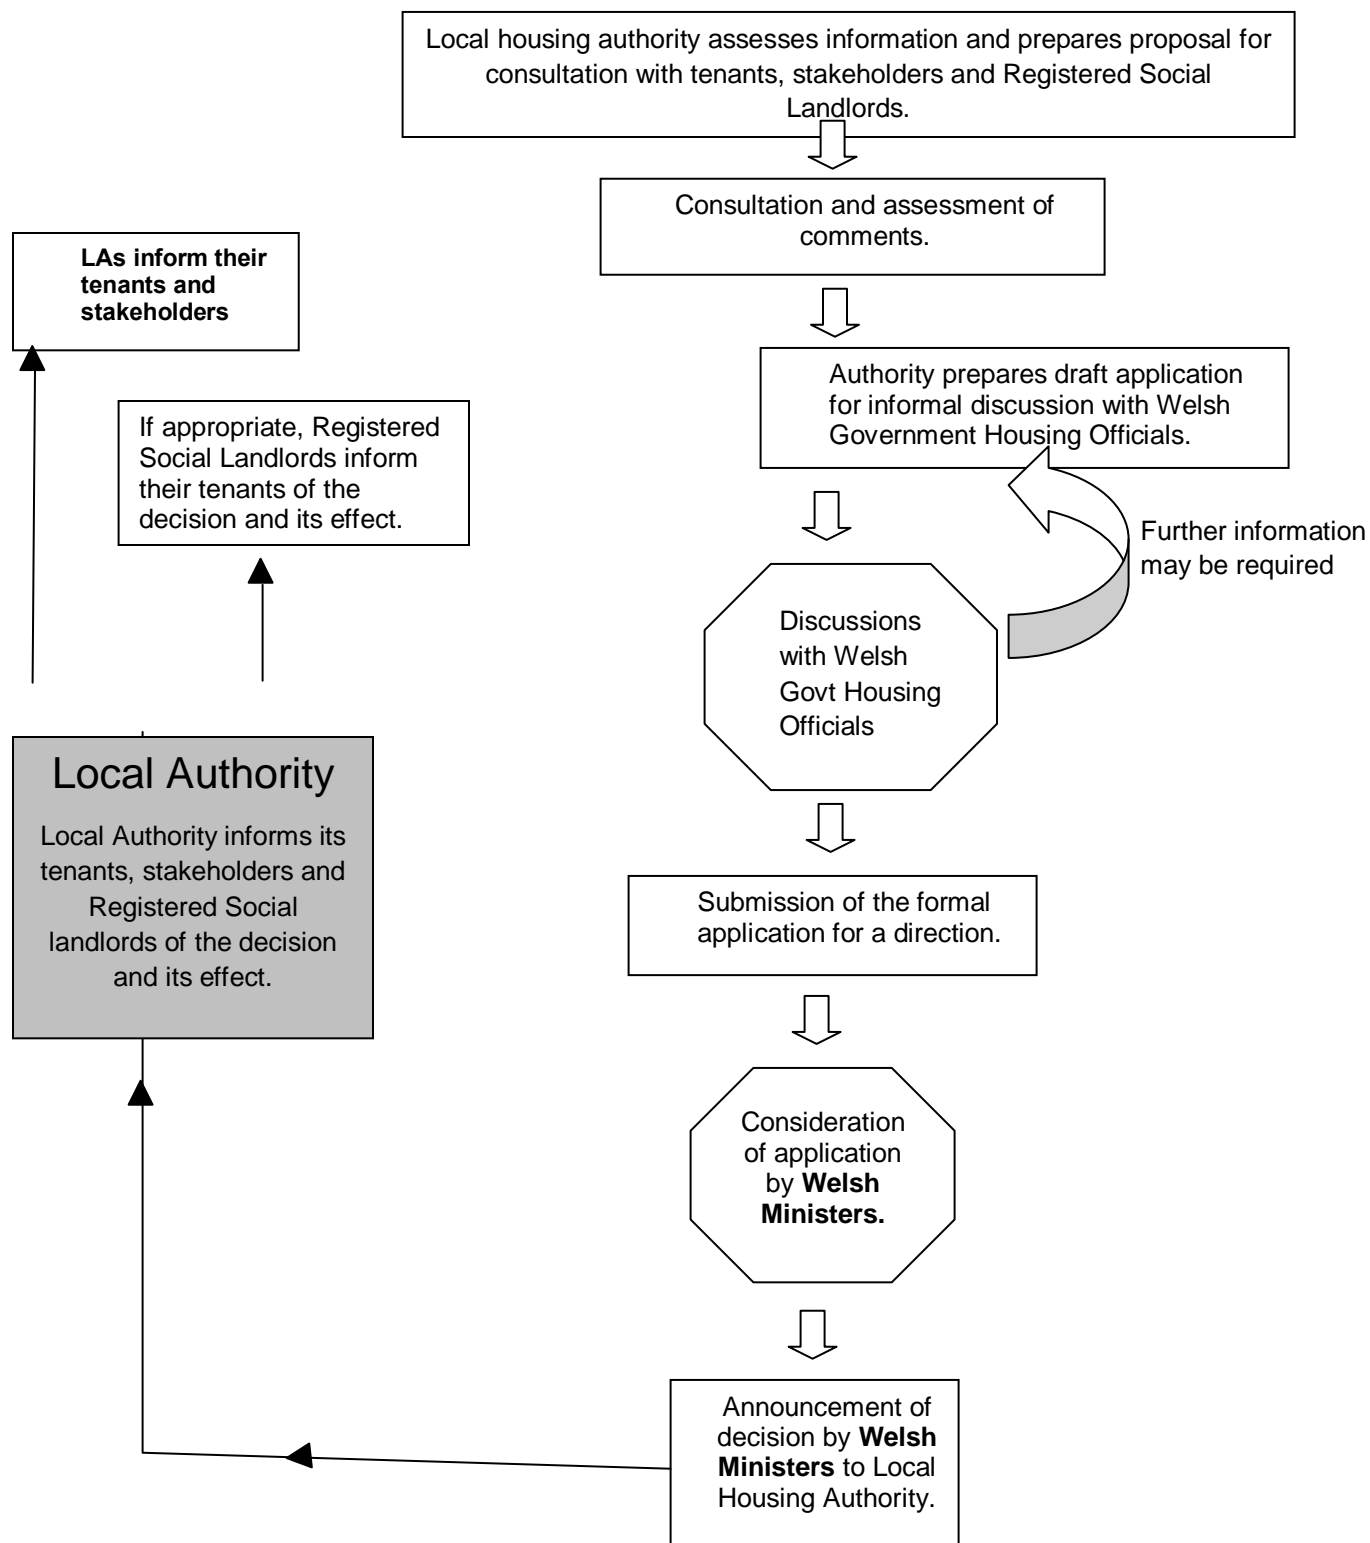 Local housing authority assesses information and prepares proposal for
consultation with tenants, stakeholders and Registered Social
Landlords.
Consultation and assessment of
comments.
LAs inform their
tenants and
stakeholders
Authority prepares draft application
for informal discussion with Welsh
Government Housing Officials.
If appropriate, Registered
Social Landlords inform
their tenants of the
decision and its effect.
Further information
may be required
Discussions
with Welsh
Govt Housing
Officials
Local Authority
Local Authority informs its
tenants, stakeholders and
Registered Social
landlords of the decision
and its effect.
Submission of the formal
application for a direction.
Consideration
of application
by Welsh
Ministers.
Announcement of
decision by Welsh
Ministers to Local
Housing Authority.